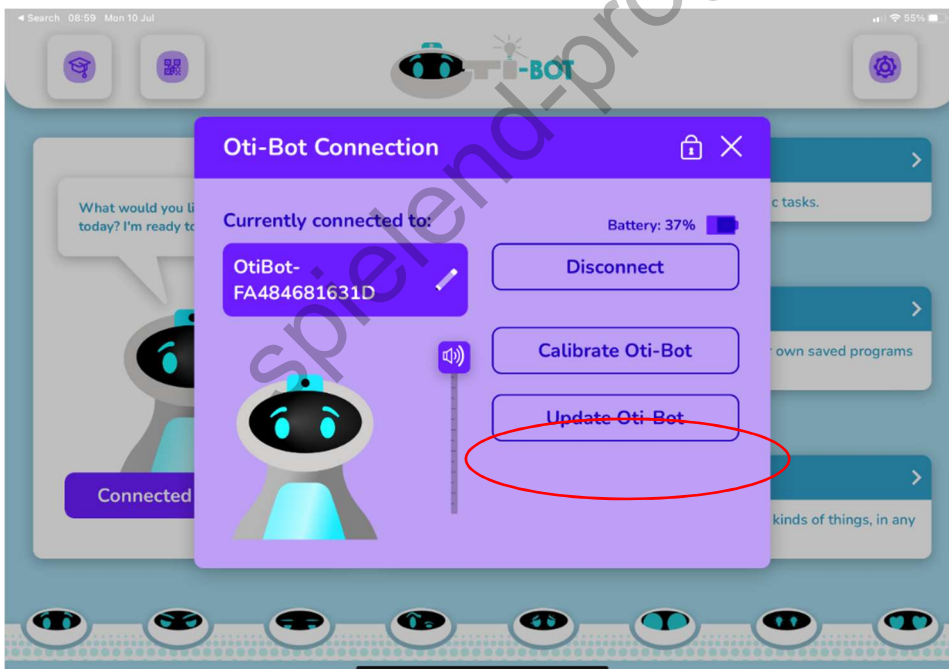 Search 08:59 Mon 10 Jul
55%
Ti-BOT
Oti-Bot Connection
What would you li
today? I'm ready to
Currently connected to:
Battery: 37%
OtiBot-
FA484681631D
Disconnect
Calibrate Oti-Bot
Update Oti-Bot
c tasks.
own saved programs
Connected
kinds of things, in any
spielend-pro